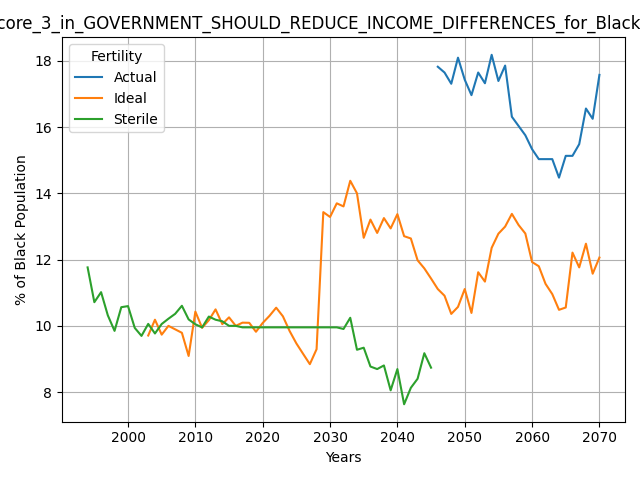 core_3_in_GOVERNMENT_SHOULD_REDUCE_INCOME_DIFFERENCES_for_Black
Fertility
Actual
Ideal
Sterile
18
16
14
12
10
8
% of Black Population
2000 2010 2020 2030 2040 2050 2060 2070
Years